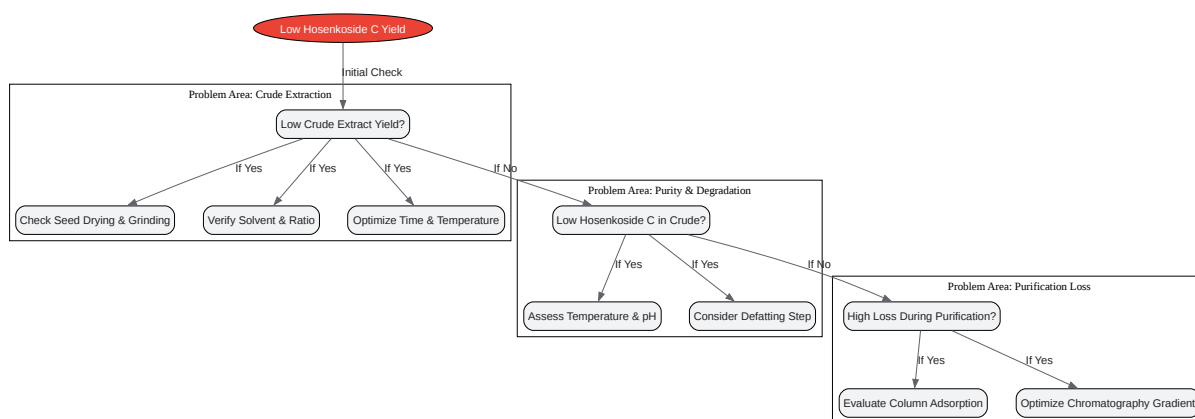 Low Hosenkoside C Yield
Initial Check
Problem Area: Crude Extraction
Low Crude Extract Yield?
If Yes
If Yes
If Yes
If No
Check Seed Drying & Grinding
Verify Solvent & Ratio
Optimize Time & Temperature
Problem Area: Purity & Degradation
Low Hosenkoside C in Crude?
If Yes
If Yes
If No
Assess Temperature & pH
Consider Defatting Step
Problem Area: Purification Loss
High Loss During Purification?
If Yes
If Yes
Evaluate Column Adsorption
Optimize Chromatography Gradient